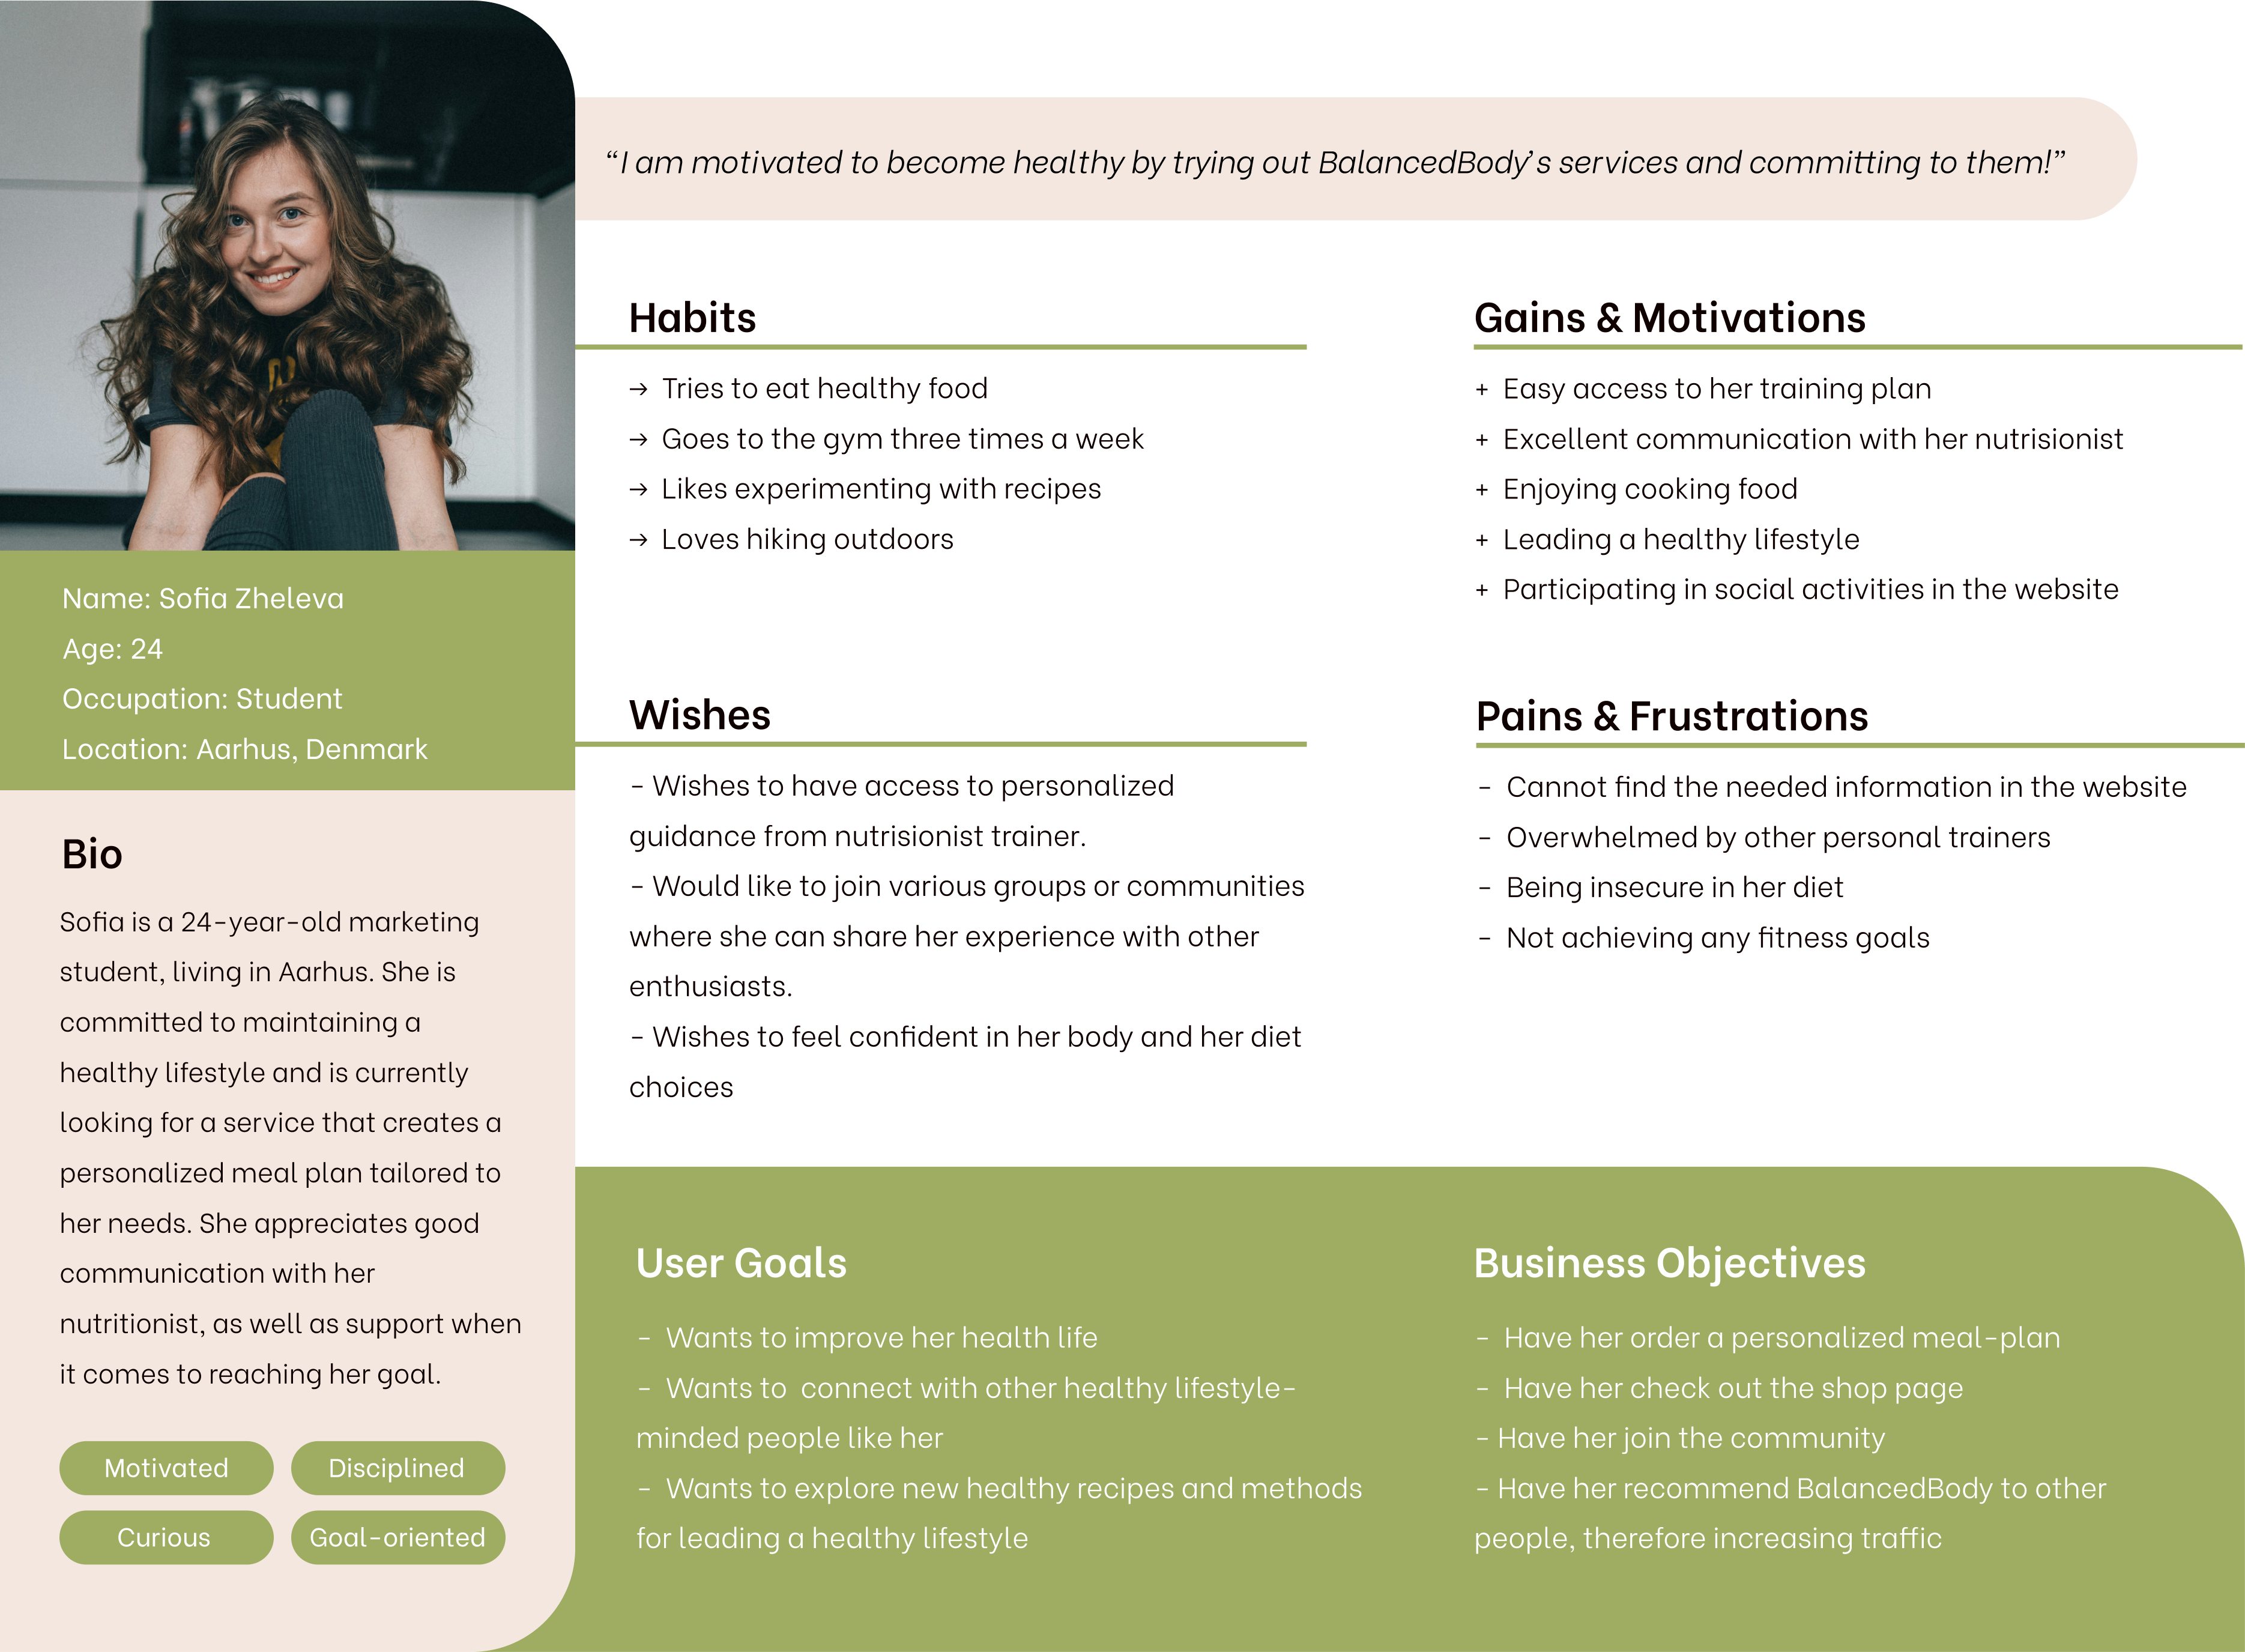 “I am motivated to become healthy by trying out BalancedBody’s services and committing to them!”
Name: Sofia Zheleva
Age: 24
Occupation: Student
Location: Aarhus, Denmark
Bio
Sofia is a 24-year-old marketing
student, living in Aarhus. She is
committed to maintaining a
healthy lifestyle and is currently
looking for a service that creates a
personalized meal plan tailored to
her needs. She appreciates good
communication with her
nutritionist, as well as support when
it comes to reaching her goal.
Motivated
Disciplined
Curious
Goal-oriented
Habits
→ Tries to eat healthy food
→ Goes to the gym three times a week
→ Likes experimenting with recipes
→ Loves hiking outdoors
Gains & Motivations
+ Easy access to her training plan
+ Excellent communication with her nutrisionist
+ Enjoying cooking food
+ Leading a healthy lifestyle
+ Participating in social activities in the website
Wishes
- Wishes to have access to personalized
guidance from nutrisionist trainer.
- Would like to join various groups or communities
where she can share her experience with other
enthusiasts.
- Wishes to feel confident in her body and her diet
choices
Pains & Frustrations
- Cannot find the needed information in the website
- Overwhelmed by other personal trainers
- Being insecure in her diet
- Not achieving any fitness goals
User Goals
- Wants to improve her health life
- Wants to connect with other healthy lifestyle-
minded people like her
- Wants to explore new healthy recipes and methods
for leading a healthy lifestyle
Business Objectives
- Have her order a personalized meal-plan
- Have her check out the shop page
- Have her join the community
- Have her recommend BalancedBody to other
people, therefore increasing traffic